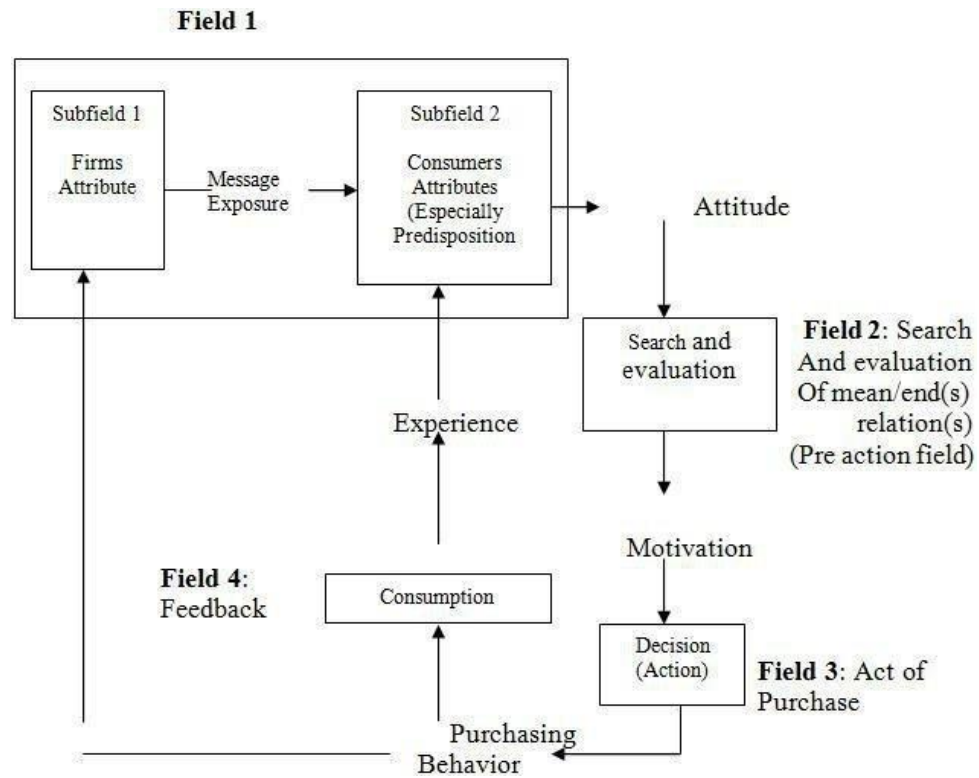 Field 1
Subfield 1
Firms
Attribute
Message
Exposure
Subfield 2
Consumers
Attributes
(Especially
Predisposition
Attitude
Search and
evaluation
Field 2: Search
And evaluation
Of mean/end(s)
relation(s)
(Pre action field)
Experience
Motivation
Field 4:
Feedback
Consumption
Decision
(Action)
Field 3: Act of
Purchase
Purchasing
Behavior